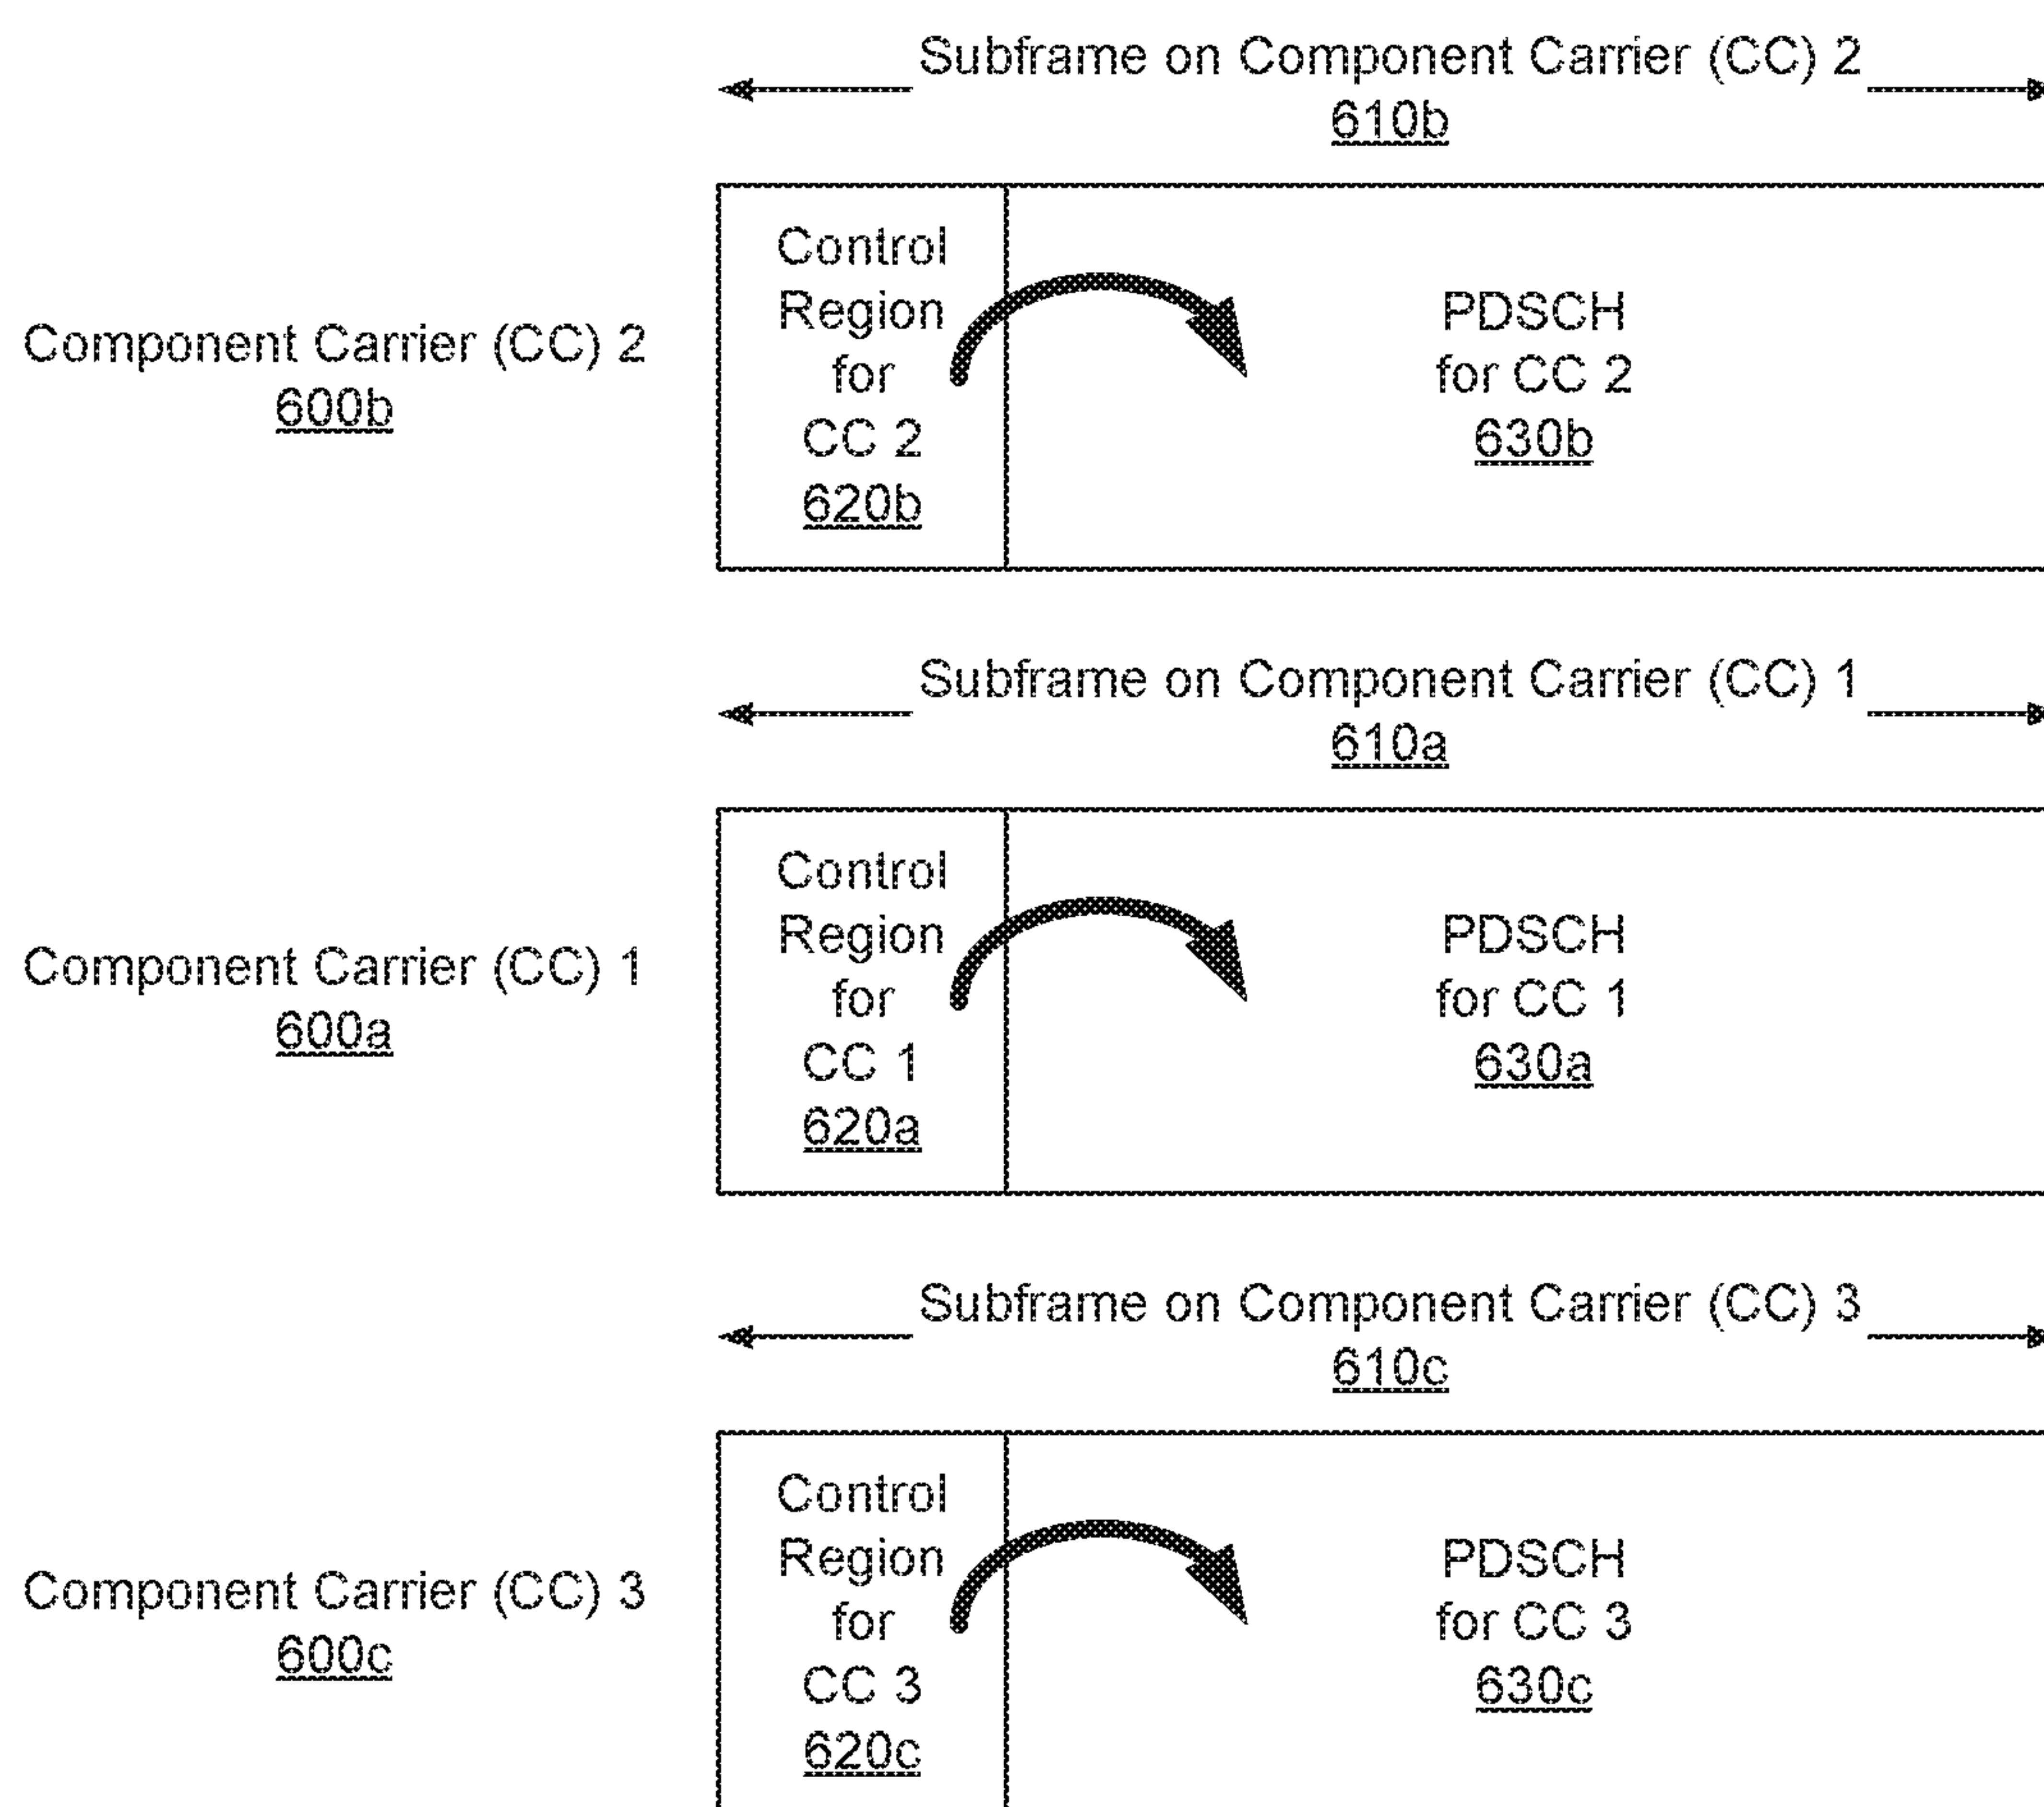 Subframe on Component Carrier (CC) 2
610b
Component Carrier (CC) 2
600b
Control
Region
for
CC 2
620b
PDSCH
for CC 2
630b
Subframe on Component Carrier (CC) 1
610a
Component Carrier (CC) 1
600a
Control
Region
for
CC 1
620a
PDSCH
for CC 1
630a
Subframe on Component Carrier (CC) 3
610c
Component Carrier (CC) 3
600c
Control
Region
for
CC 3
620c
PDSCH
for CC 3
630c